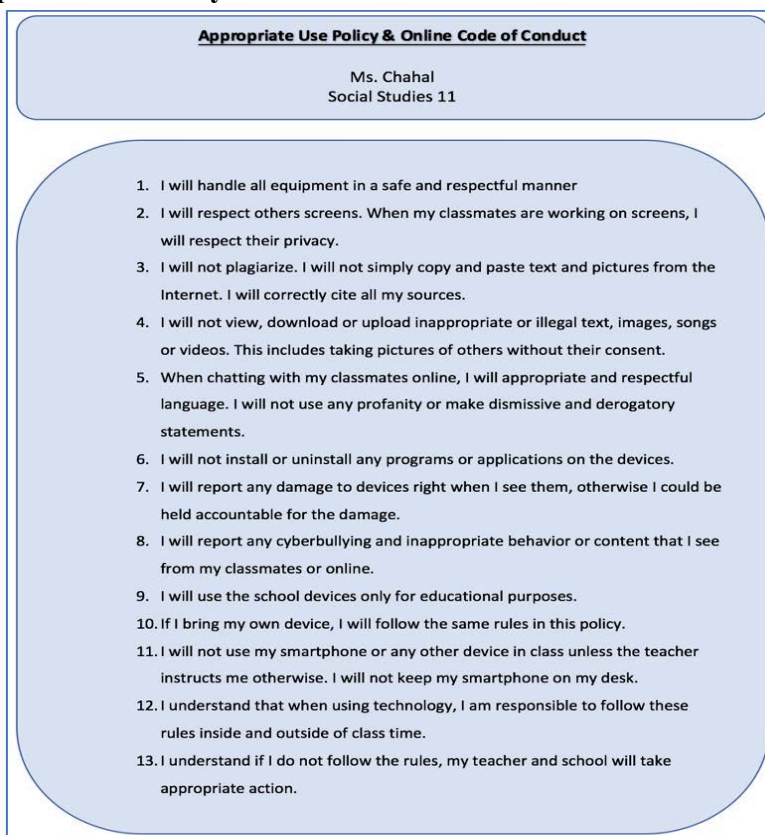 Appropriate Use Policy & Online Code of Conduct
Ms. Chahal
Social Studies 11
1. I will handle all equipment in a safe and respectful manner
2. I will respect others screens. When my classmates are working on screens, I
will respect their privacy.
3. I will not plagiarize. I will not simply copy and paste text and pictures from the
Internet. I will correctly cite all my sources.
4. I will not view, download or upload inappropriate or illegal text, images, songs
or videos. This includes taking pictures of others without their consent.
5. When chatting with my classmates online, I will appropriate and respectful
language. I will not use any profanity or make dismissive and derogatory
statements.
6. I will not install or uninstall any programs or applications on the devices.
7. I will report any damage to devices right when I see them, otherwise I could be
held accountable for the damage.
8. I will report any cyberbullying and inappropriate behavior or content that I see
from my classmates or online.
9. I will use the school devices only for educational purposes.
10. If I bring my own device, I will follow the same rules in this policy.
11. I will not use my smartphone or any other device in class unless the teacher
instructs me otherwise. I will not keep my smartphone on my desk.
12. I understand that when using technology, I am responsible to follow these
rules inside and outside of class time.
13. I understand if I do not follow the rules, my teacher and school will take
appropriate action.